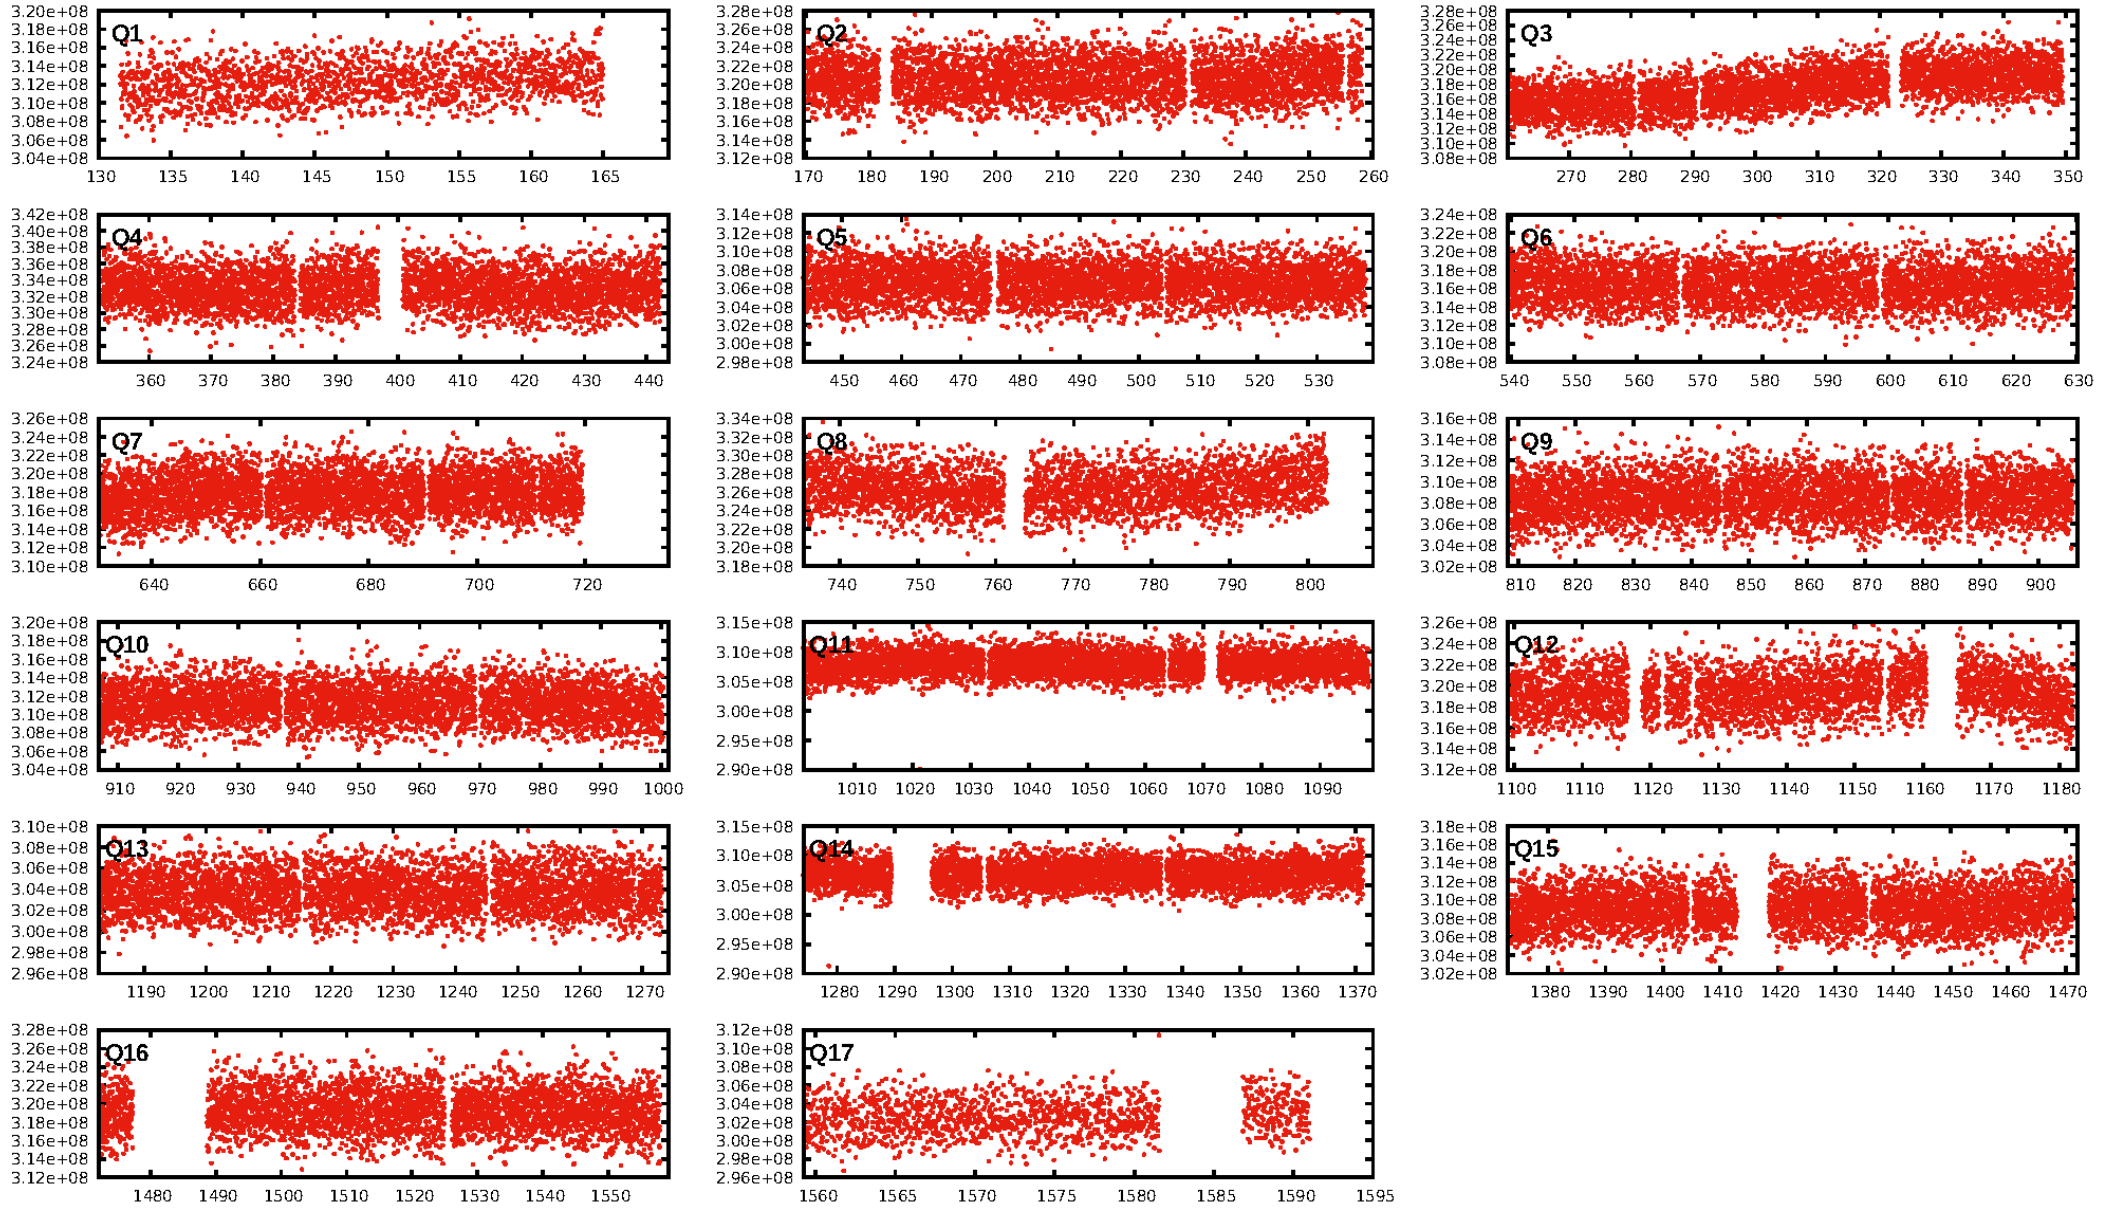 Q1
3.20e+08
3.18e+08
3.16e+08
3.14e+08
3.12e+08
3.10e+08
3.08e+08
3.06e+08
3.04e+08
130 135 140 145 150 155 160 165
Q2
3.28e+08
3.26e+08
3.24e+08
3.22e+08
3.20e+08
3.18e+08
3.16e+08
3.14e+08
3.12e+08
170 180 190 200 210 220 230 240 250 260
Q3
3.28e+08
3.26e+08
3.24e+08
3.22e+08
3.20e+08
3.18e+08
3.16e+08
3.14e+08
3.12e+08
3.10e+08
3.08e+08
270 280 290 300 310 320 330 340 350
Q4
3.42e+08
3.40e+08
3.38e+08
3.36e+08
3.34e+08
3.32e+08
3.30e+08
3.28e+08
3.26e+08
3.24e+08
360 370 380 390 400 410 420 430 440
Q5
3.14e+08
3.12e+08
3.10e+08
3.08e+08
3.06e+08
3.04e+08
3.02e+08
3.00e+08
2.98e+08
450 460 470 480 490 500 510 520 530
Q6
3.24e+08
3.22e+08
3.20e+08
3.18e+08
3.16e+08
3.14e+08
3.12e+08
3.10e+08
3.08e+08
540 550 560 570 580 590 600 610 620 630
Q7
3.26e+08
3.24e+08
3.22e+08
3.20e+08
3.18e+08
3.16e+08
3.14e+08
3.12e+08
3.10e+08
640 660 680 700 720
Q8
3.34e+08
3.32e+08
3.30e+08
3.28e+08
3.26e+08
3.24e+08
3.22e+08
3.20e+08
3.18e+08
740 750 760 770 780 790 800
Q9
3.16e+08
3.14e+08
3.12e+08
3.10e+08
3.08e+08
3.06e+08
3.04e+08
3.02e+08
810 820 830 840 850 860 870 880 890 900
Q10
3.20e+08
3.18e+08
3.16e+08
3.14e+08
3.12e+08
3.10e+08
3.08e+08
3.06e+08
3.04e+08
910 920 930 940 950 960 970 980 990 1000
Q11
3.15e+08
3.10e+08
3.05e+08
3.00e+08
2.95e+08
2.90e+08
1010 1020 1030 1040 1050 1060 1070 1080 1090
Q12
3.26e+08
3.24e+08
3.22e+08
3.20e+08
3.18e+08
3.16e+08
3.14e+08
3.12e+08
1100 1110 1120 1130 1140 1150 1160 1170 1180
Q13
3.10e+08
3.08e+08
3.06e+08
3.04e+08
3.02e+08
3.00e+08
2.98e+08
2.96e+08
1190 1200 1210 1220 1230 1240 1250 1260 1270
Q14
3.15e+08
3.10e+08
3.05e+08
3.00e+08
2.95e+08
2.90e+08
1280 1290 1300 1310 1320 1330 1340 1350 1360 1370
Q15
3.18e+08
3.16e+08
3.14e+08
3.12e+08
3.10e+08
3.08e+08
3.06e+08
3.04e+08
3.02e+08
1380 1390 1400 1410 1420 1430 1440 1450 1460 1470
Q16
3.28e+08
3.26e+08
3.24e+08
3.22e+08
3.20e+08
3.18e+08
3.16e+08
3.14e+08
3.12e+08
1480 1490 1500 1510 1520 1530 1540 1550
Q17
3.12e+08
3.10e+08
3.08e+08
3.06e+08
3.04e+08
3.02e+08
3.00e+08
2.98e+08
2.96e+08
1560 1565 1570 1575 1580 1585 1590 1595